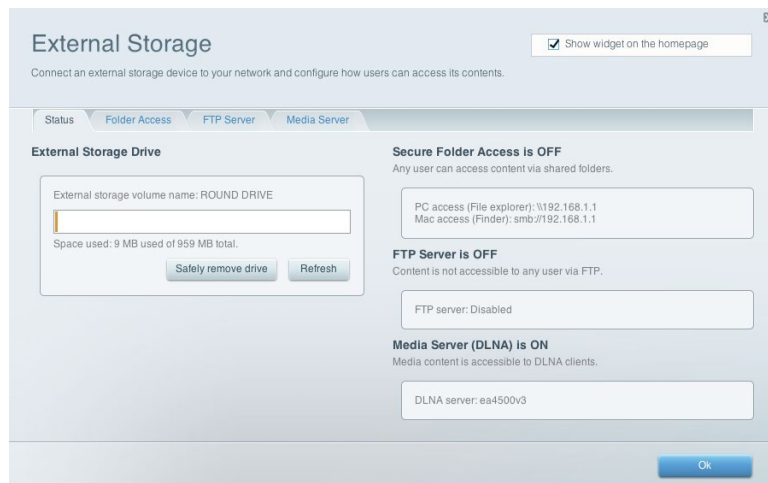 External Storage
Show widget on the homepage
Connect an external storage device to your network and configure how users can access its contents.
Status
Folder Access
FTP Server
Media Server
External Storage Drive
External storage volume name: ROUND DRIVE
Space used: 9 MB used of 959 MB total.
Safely remove drive
Refresh
Secure Folder Access is OFF
Any user can access content via shared folders.
PC access (File explorer): \\192.168.1.1
Mac access (Finder): smb://192.168.1.1
FTP Server is OFF
Content is not accessible to any user via FTP.
FTP server: Disabled
Media Server (DLNA) is ON
Media content is accessible to DLNA clients.
DLNA server: ea4500v3
Ok